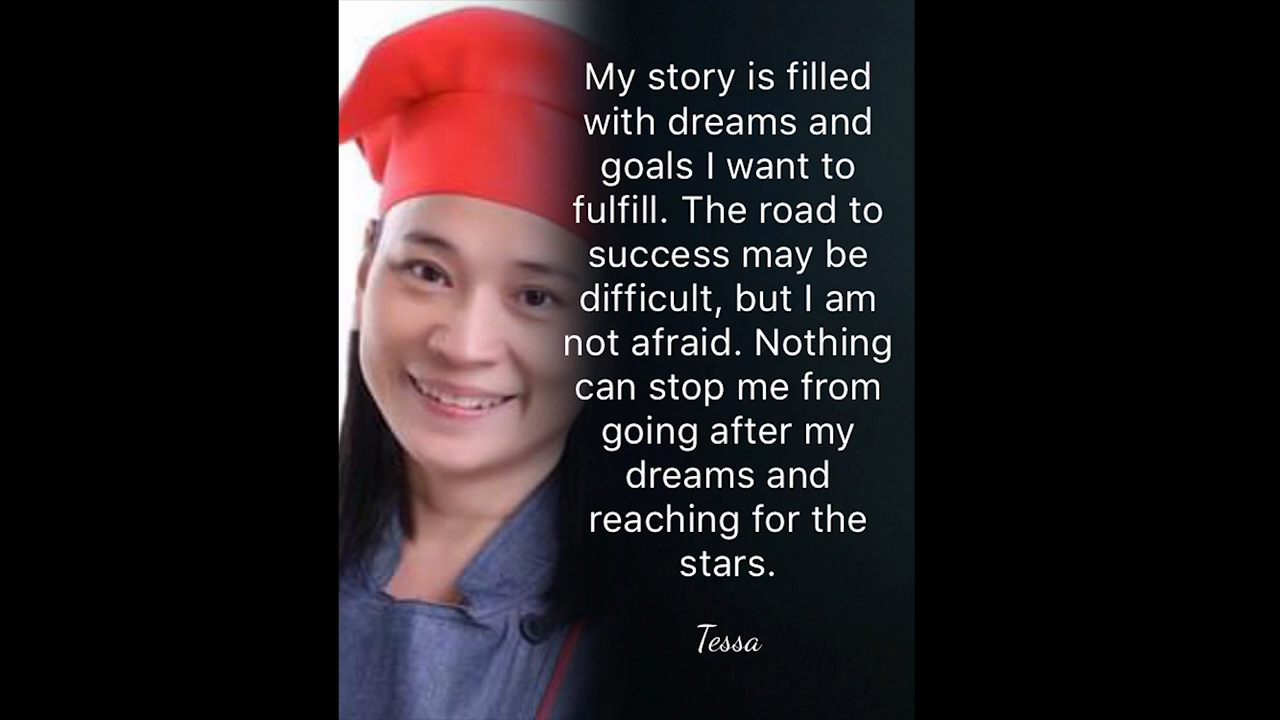 My story is filled
with dreams and
goals I want to
fulfill. The road to
success may be
difficult, but I am
not afraid. Nothing
can stop me from
going after my
dreams and
reaching for the
stars.
Tessa